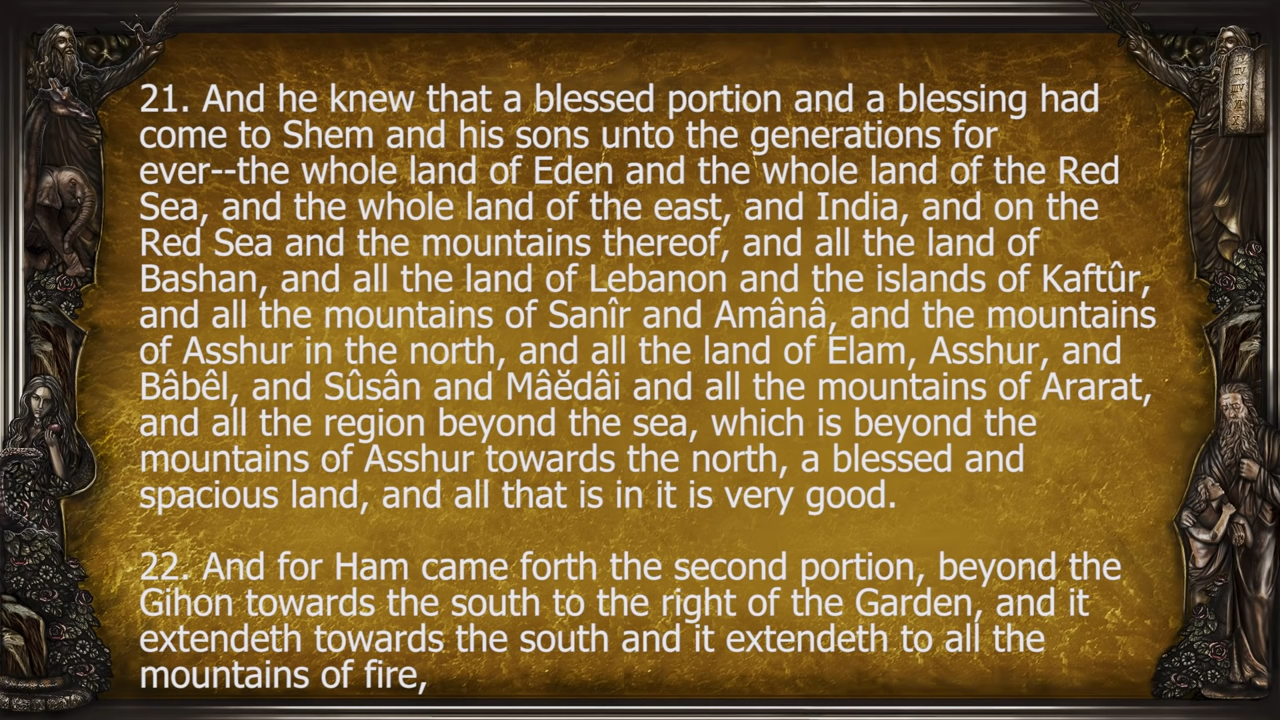 21. And he knew that a blessed portion and a blessing had
come to Shem and his sons unto the generations for
ever--the whole land of Eden and the whole land of the Red
Sea, and the whole land of the east, and India, and on the
Red Sea and the mountains thereof, and all the land of
Bashan, and all the land of Lebanon and the islands of Kaftûr,
and all the mountains of Sanîr and Amânâ, and the mountains
of Asshur in the north, and all the land of Elam, Asshur, and
Bâbêl, and Sûsân and Mâĕdâi and all the mountains of Ararat,
and all the region beyond the sea, which is beyond the
mountains of Asshur towards the north, a blessed and
spacious land, and all that is in it is very good.
22. And for Ham came forth the second portion, beyond the
Gihon towards the south to the right of the Garden, and it
extendeth towards the south and it extendeth to all the
mountains of fire,